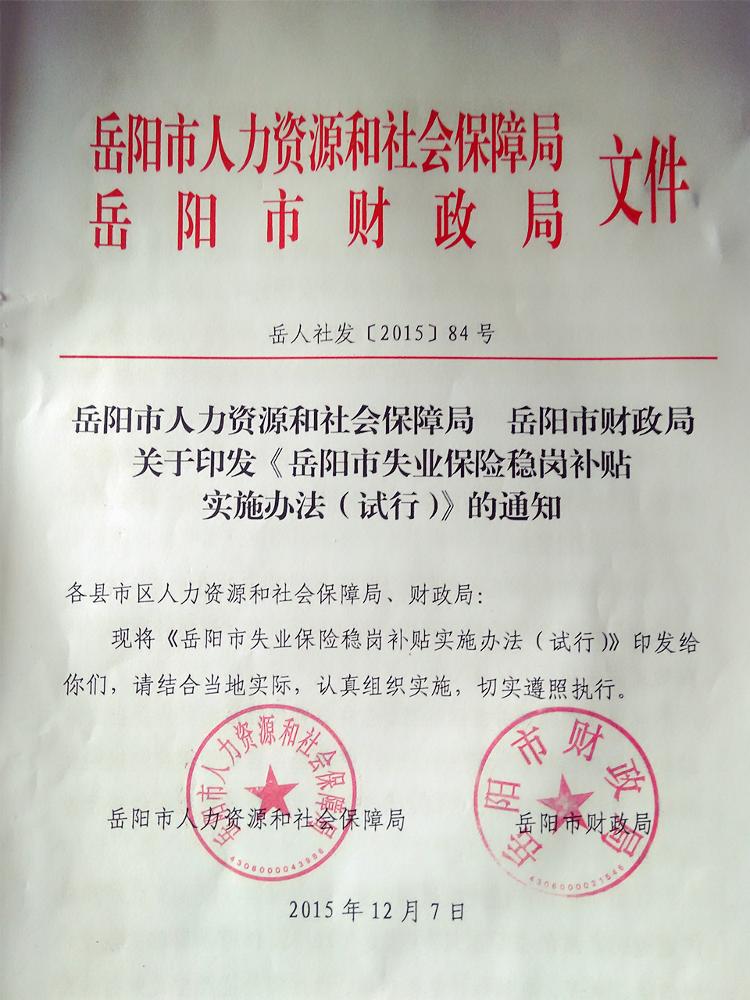 岳阳市人力资源和社会保障局
岳阳市财政局
文件
岳人社发〔2015〕84号
岳阳市人力资源和社会保障局　岳阳市财政局
关于印发《岳阳市失业保险稳岗补贴
实施办法（试行）》的通知
各县市区人力资源和社会保障局、财政局：
现将《岳阳市失业保险稳岗补贴实施办法（试行）》印发给
你们，请结合当地实际，认真组织实施，切实遵照执行。
岳阳市人力资源和社会保障局
岳阳市财政局
岳阳市人力资源和社会保障局　岳阳市财政局
4306000021546
2015年12月7日